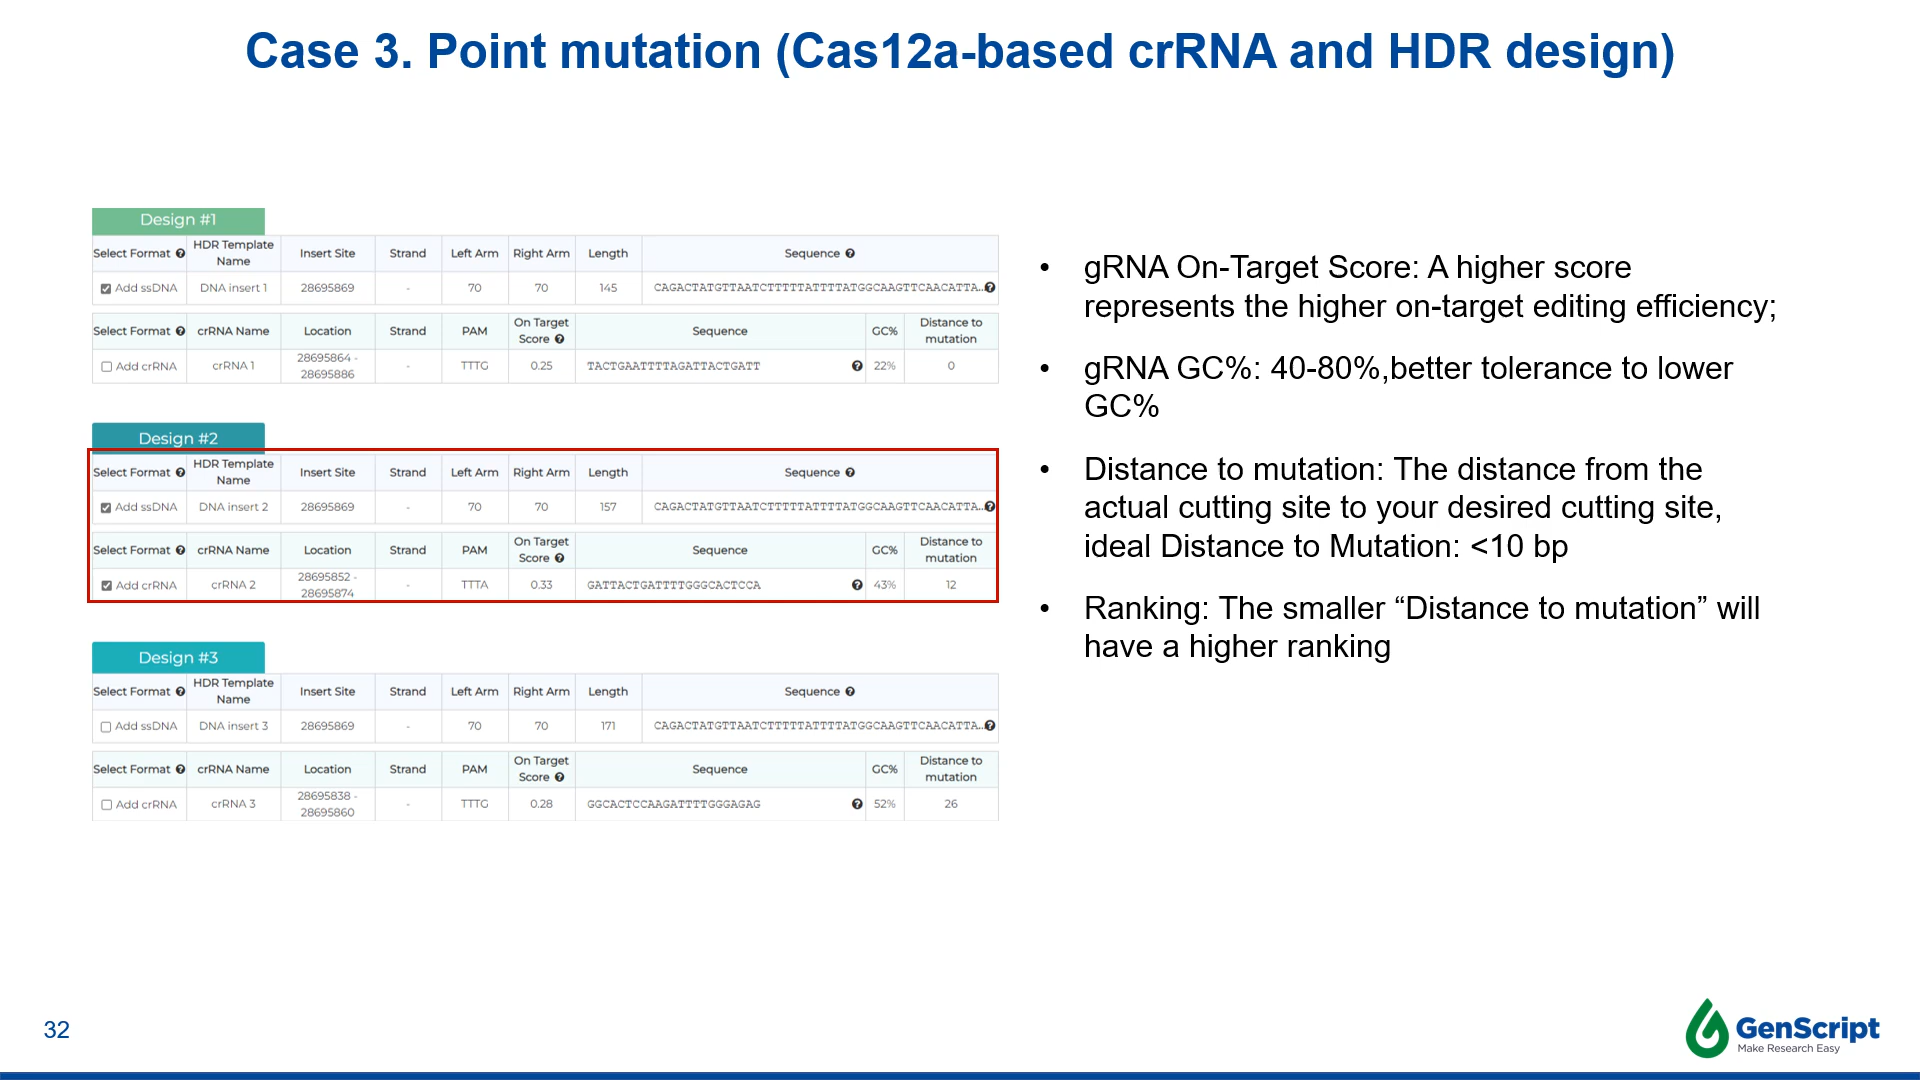 Case 3. Point mutation (Cas12a-based crRNA and HDR design)
Design #1
Select Format HDR Template Name Insert Site Strand Left Arm Right Arm Length Sequence
Add ssDNA DNA insert 1 28695869 - 70 70 145 CAGACTATGTTAATCTTTTTATTTTATGGCAAGTTCAACATTA...
Select Format crRNA Name Location Strand PAM On Target Score Sequence GC% Distance to mutation
Add crRNA crRNA 1 28695864 - 28695886 - TTTG 0.25 TACTGAATTTTAGATTACTGATT 22% 0
Design #2
Select Format HDR Template Name Insert Site Strand Left Arm Right Arm Length Sequence
Add ssDNA DNA insert 2 28695869 - 70 70 157 CAGACTATGTTAATCTTTTTATTTTATGGCAAGTTCAACATTA...
Select Format crRNA Name Location Strand PAM On Target Score Sequence GC% Distance to mutation
Add crRNA crRNA 2 28695852 - 28695874 - TTTA 0.33 GATTACTGATTTTGGGCACTCCA 43% 12
Design #3
Select Format HDR Template Name Insert Site Strand Left Arm Right Arm Length Sequence
Add ssDNA DNA insert 3 28695869 - 70 70 171 CAGACTATGTTAATCTTTTTATTTTATGGCAAGTTCAACATTA...
Select Format crRNA Name Location Strand PAM On Target Score Sequence GC% Distance to mutation
Add crRNA crRNA 3 28695838 - 28695860 - TTTG 0.28 GGCACTCCAAGATTTTGGGAGAG 52% 26
• gRNA On-Target Score: A higher score
represents the higher on-target editing efficiency;
• gRNA GC%: 40-80%,better tolerance to lower
GC%
• Distance to mutation: The distance from the
actual cutting site to your desired cutting site,
ideal Distance to Mutation: <10 bp
• Ranking: The smaller “Distance to mutation” will
have a higher ranking
32
GenScript
Make Research Easy